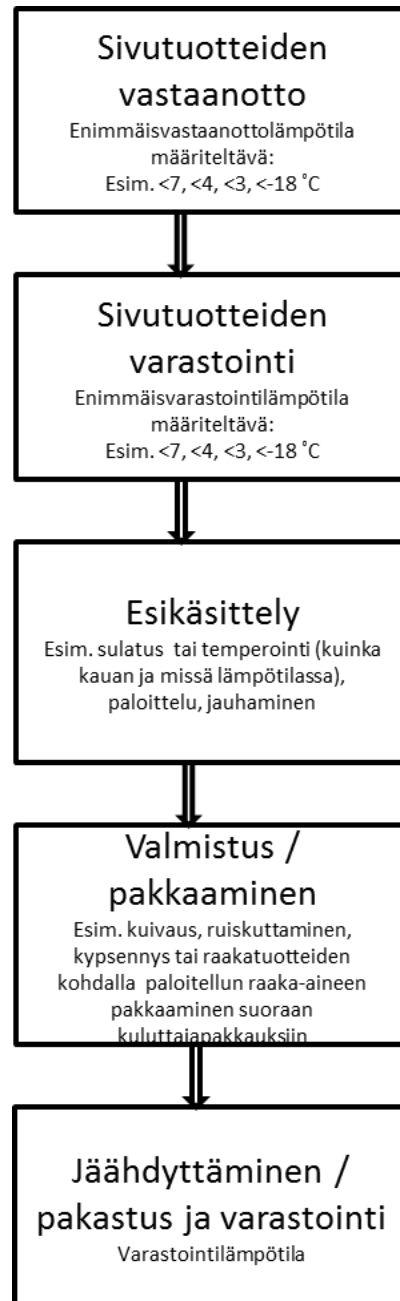 Sivutuotteiden
vastaanotto
Enimmäisvastaanottolämpötila
määriteltävä:
Esim. <7, <4, <3, <-18 ˚C
Sivutuotteiden
varastointi
Enimmäisvarastointilämpötila
määriteltävä:
Esim. <7, <4, <3, <-18 ˚C
Esikäsittely
Esim. sulatus tai temperointi (kuinka
kauan ja missä lämpötilassa),
paloittelu, jauhaminen
Valmistus /
pakkaaminen
Esim. kuivaus, ruiskuttaminen,
kypsennys tai raakatuotteiden
kohdalla paloitellun raaka-aineen
pakkaaminen suoraan
kuluttajapakkauksiin
Jäähdyttäminen /
pakastus ja varastointi
Varastointilämpötila